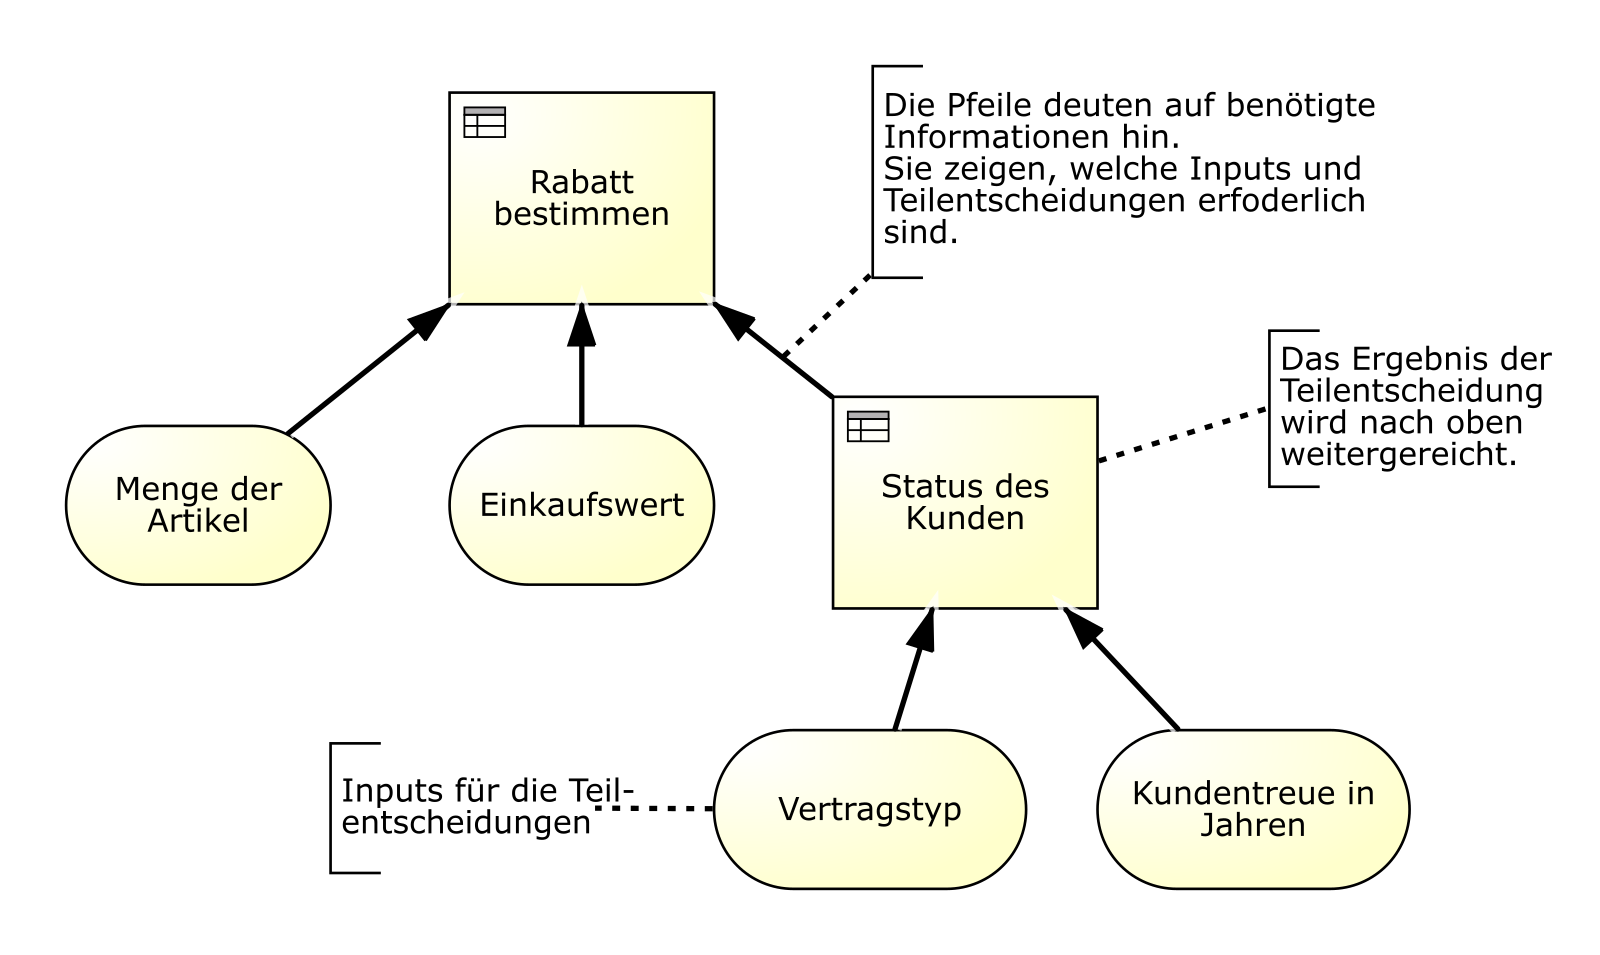 Rabatt
bestimmen
Die Pfeile deuten auf benötigte
Informationen hin.
Sie zeigen, welche Inputs und
Teilentscheidungen erfoderlich
sind.
Das Ergebnis der
Teilentscheidung
wird nach oben
weitergereicht.
Menge der
Artikel
Einkaufswert
Status des
Kunden
Inputs für die Teil-
entscheidungen
Vertragstyp
Kundentreue in
Jahren